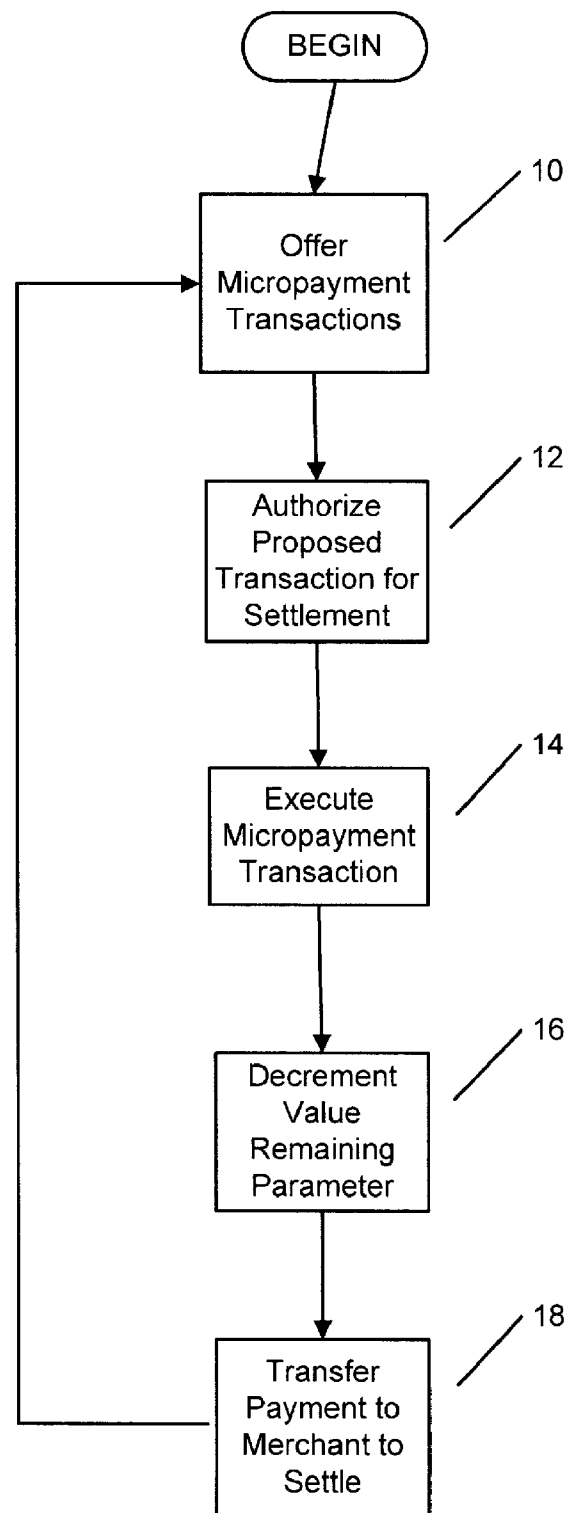 BEGIN
10
Offer
Micropayment
Transactions
12
Authorize
Proposed
Transaction for
Settlement
14
Execute
Micropayment
Transaction
16
Decrement
Value
Remaining
Parameter
18
Transfer
Payment to
Merchant to
Settle